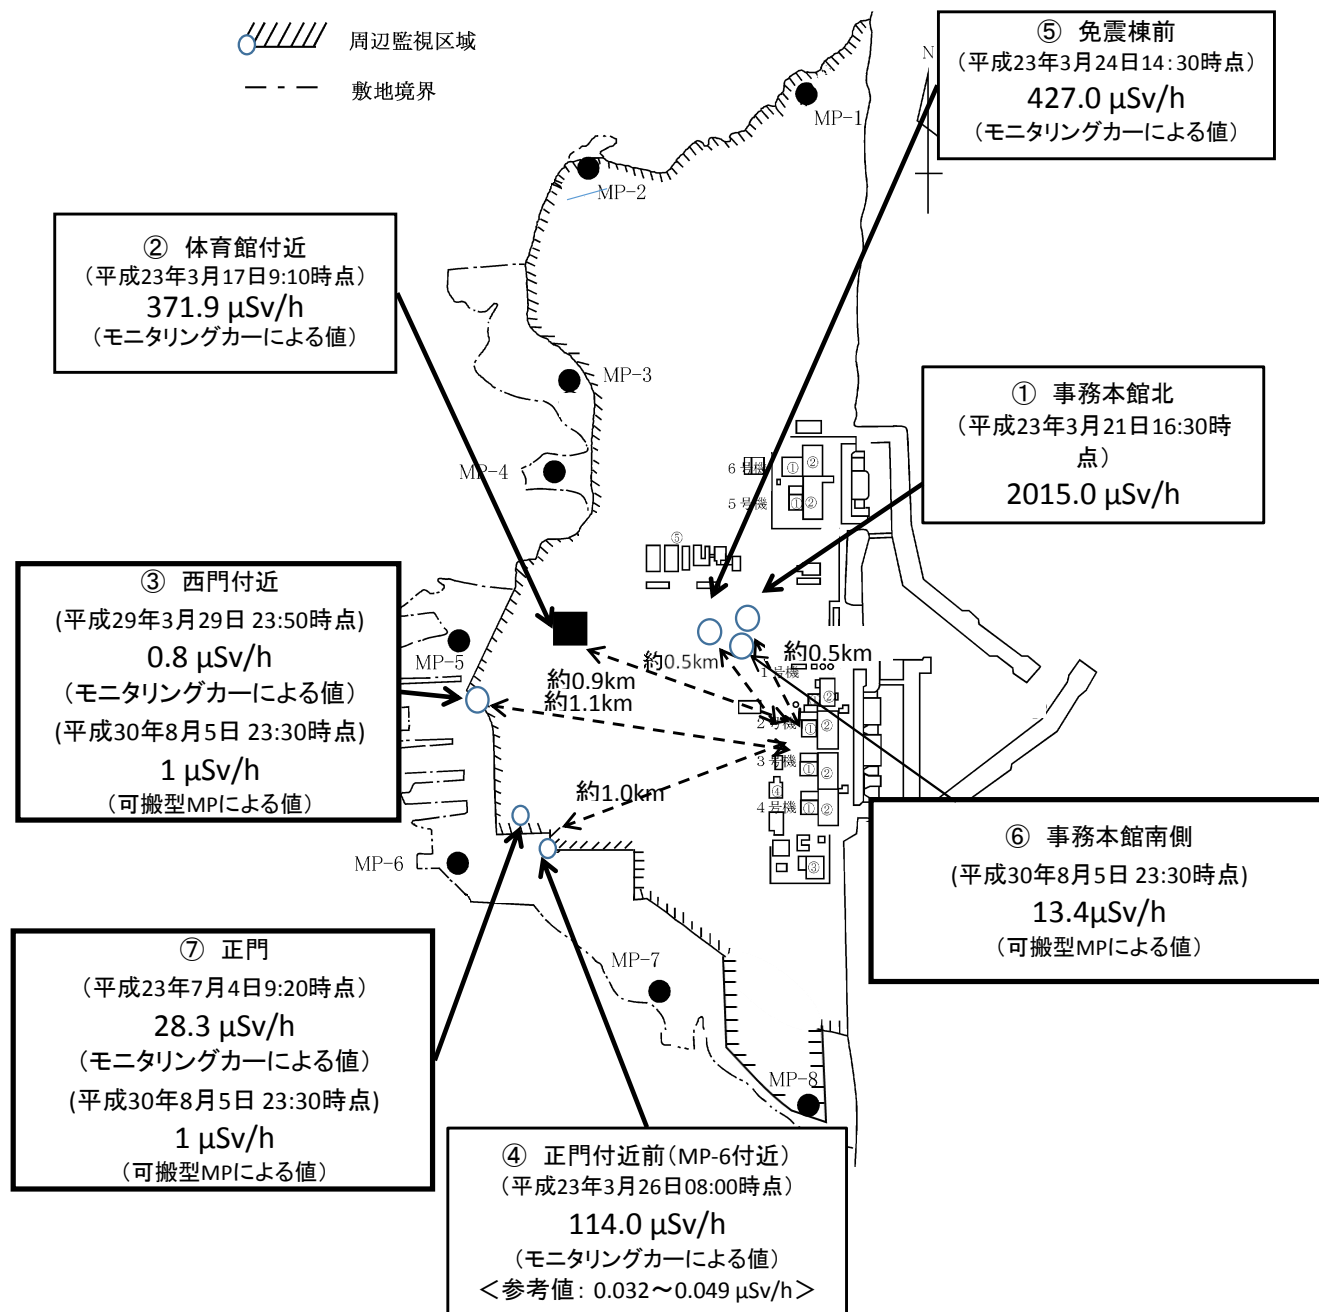 周辺監視区域
敷地境界
⑤ 免震棟前
(平成23年3月24日14:30時点)
427.0 μSv/h
(モニタリングカーによる値)
N
MP-1
MP-2
② 体育館付近
(平成23年3月17日9:10時点)
371.9 μSv/h
(モニタリングカーによる値)
MP-3
① 事務本館北
(平成23年3月21日16:30時
点)
2015.0 μSv/h
MP-4
6号機
① ②
5号機
① ②
⑤
③ 西門付近
(平成29年3月29日 23:50時点)
0.8 μSv/h
(モニタリングカーによる値)
(平成30年8月5日 23:30時点)
1 μSv/h
(可搬型MPによる値)
MP-5
約0.5km
約0.5km
約0.9km
約1.1km
1号機
②
2号機
① ②
3号機
① ②
④
4号機
① ②
③
約1.0km
MP-6
⑥ 事務本館南側
(平成30年8月5日 23:30時点)
13.4μSv/h
(可搬型MPによる値)
⑦ 正門
(平成23年7月4日9:20時点)
28.3 μSv/h
(モニタリングカーによる値)
(平成30年8月5日 23:30時点)
1 μSv/h
(可搬型MPによる値)
MP-7
MP-8
④ 正門付近前(MP-6付近)
(平成23年3月26日08:00時点)
114.0 μSv/h
(モニタリングカーによる値)
<参考値: 0.032～0.049 μSv/h>